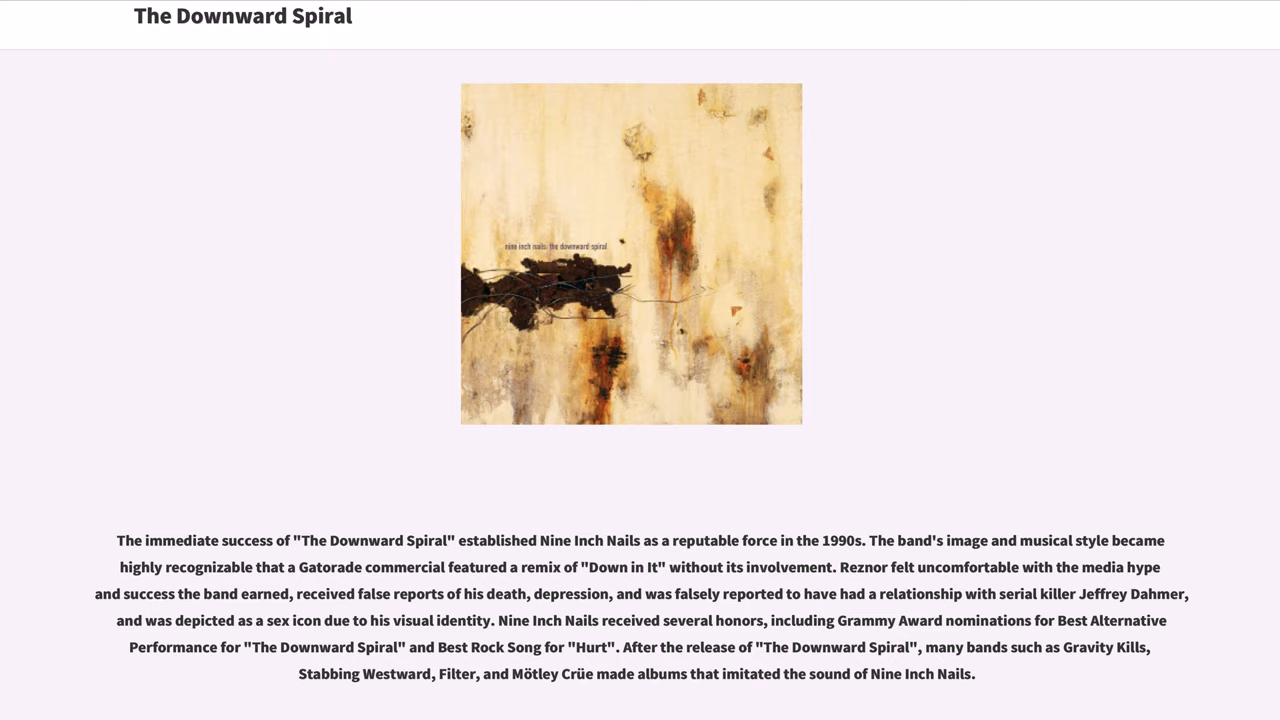 The Downward Spiral
nine inch nails: the downward spiral
The immediate success of "The Downward Spiral" established Nine Inch Nails as a reputable force in the 1990s. The band's image and musical style became
highly recognizable that a Gatorade commercial featured a remix of "Down in It" without its involvement. Reznor felt uncomfortable with the media hype
and success the band earned, received false reports of his death, depression, and was falsely reported to have had a relationship with serial killer Jeffrey Dahmer,
and was depicted as a sex icon due to his visual identity. Nine Inch Nails received several honors, including Grammy Award nominations for Best Alternative
Performance for "The Downward Spiral" and Best Rock Song for "Hurt". After the release of "The Downward Spiral", many bands such as Gravity Kills,
Stabbing Westward, Filter, and Mötley Crüe made albums that imitated the sound of Nine Inch Nails.